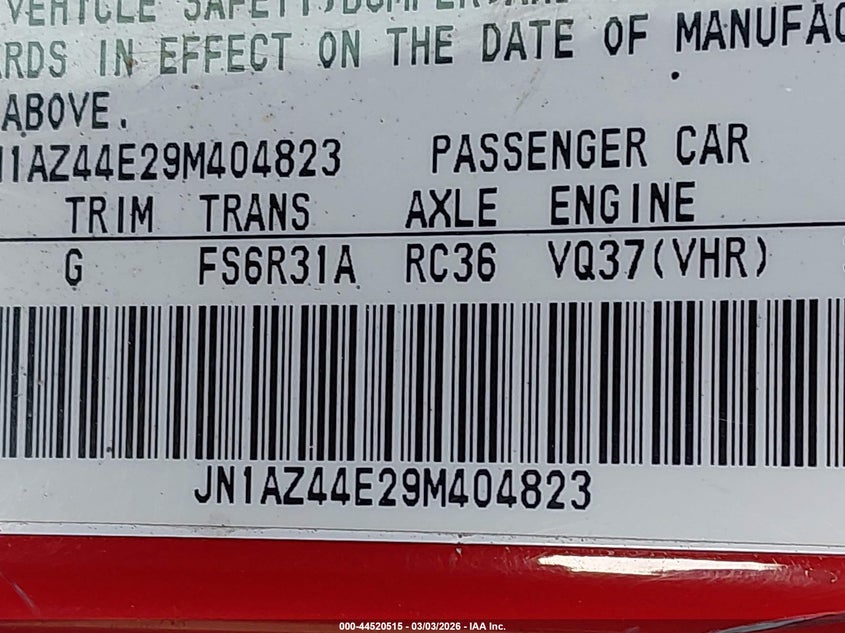 VEHICLE SAFETY, BUMPER,
ARDS IN EFFECT ON THE DATE OF MANUFAC
ABOVE.
N1AZ44E29M404823 PASSENGER CAR
TRIM TRANS AXLE ENGINE
G FS6R31A RC36 VQ37(VHR)
JN1AZ44E29M404823
000-44520515 - 03/03/2026 - IAA Inc.